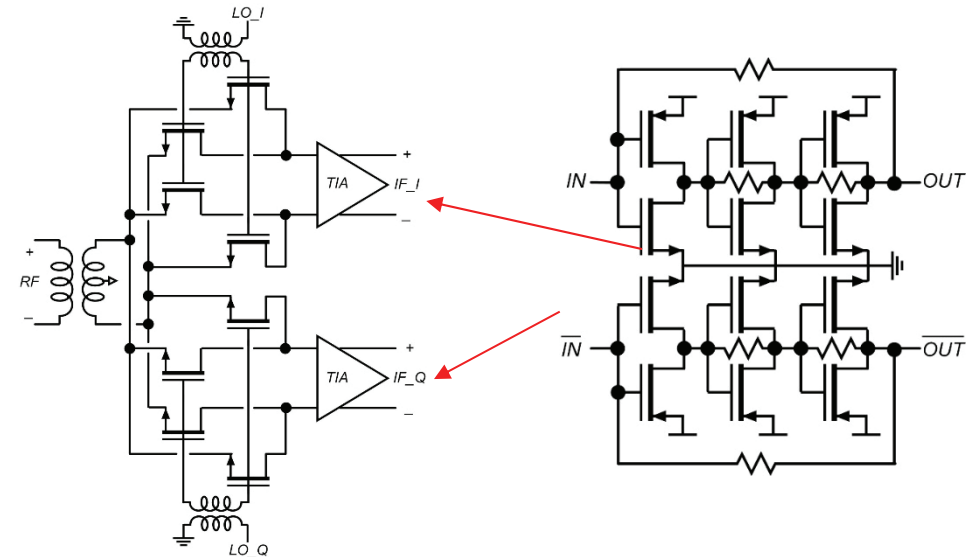 LO_I
+
TIA
IF_I
–
+
RF
–
+
TIA
IF_Q
–
LO_Q
IN
OUT
IN
OUT